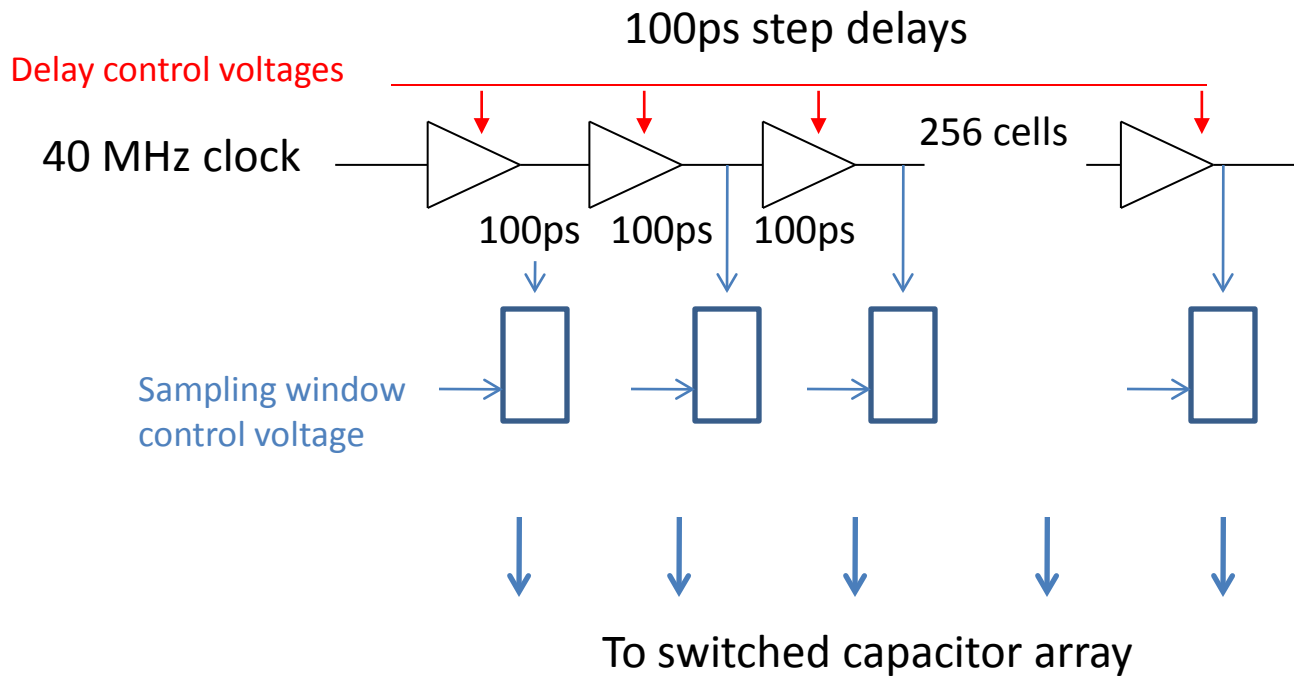 100ps step delays
Delay control voltages
40 MHz clock
256 cells
100ps
100ps
100ps
Sampling window
control voltage
To switched capacitor array